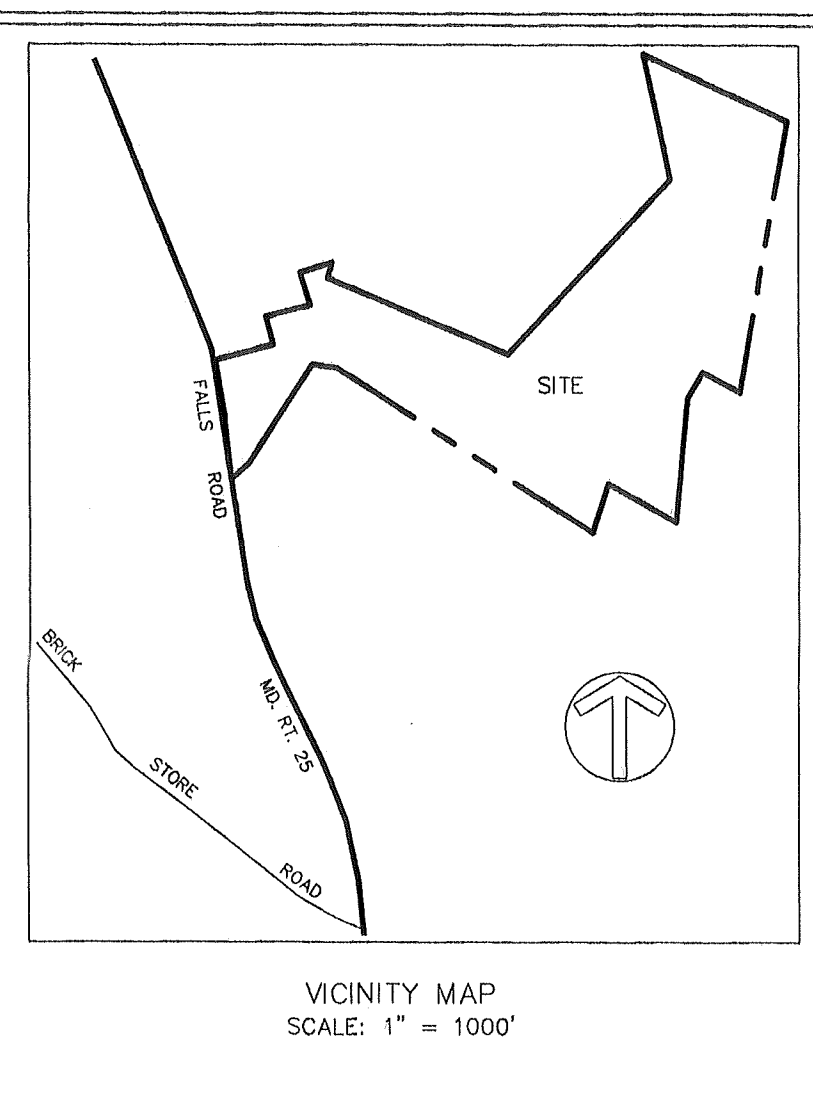 SITE
FALLS
ROAD
BRICK
MD. RT. 25
STORE
ROAD
VICINITY MAP
SCALE: 1" = 1000'